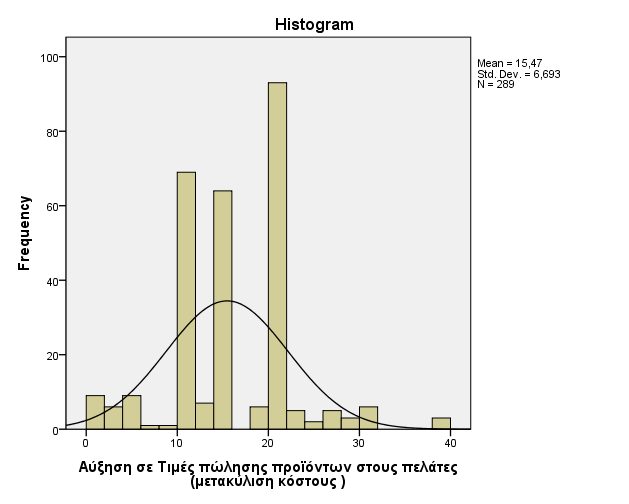 Histogram
100
80
60
40
20
0
Frequency
0 10 20 30 40
Αύξηση σε Τιμές πώλησης προϊόντων στους πελάτες
(μετακύλιση κόστους )
Mean = 15,47
Std. Dev. = 6,693
N = 289